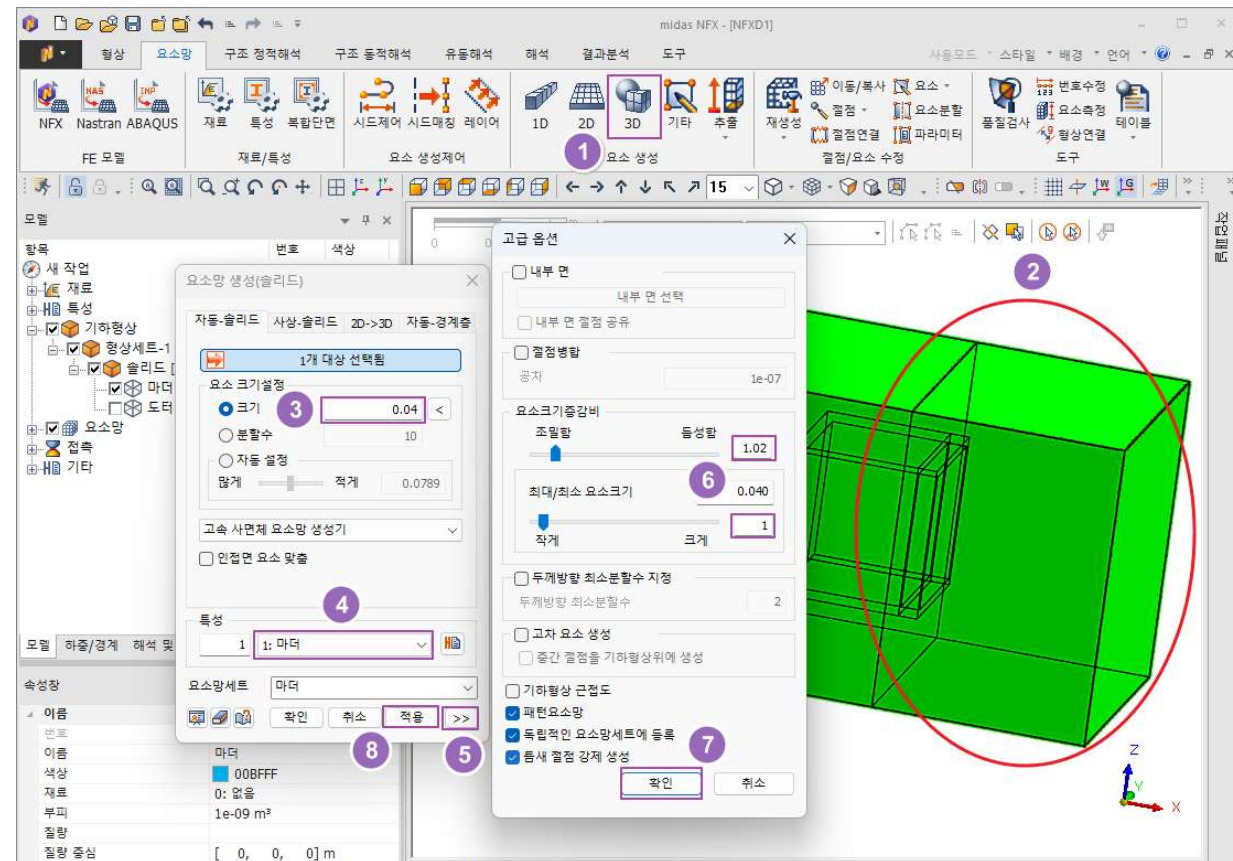 midas NFX - [NFXD1]
형상 요소망 구조 정적해석 구조 동적해석 유동해석 해석 결과분석 도구 사용모드 스타일 배경 언어
NFX Nastran ABAQUS 재료 특성 복합단면 시드제어 시드매칭 레이어 1D 2D 3D 기타 추출 재생성 이동/복사 요소 품질검사 번호수정 테이블
절점 요소분할 요소측정
절점연결 파라미터 형상연결
FE 모델 재료/특성 요소 생성제어 1 요소 생성 절점/요소 수정 도구
15
모델
항목 번호 색상
새 작업
재료
특성
기하형상
형상세트-1
솔리드 [
마더
도터
요소망
접촉
기타
모델 하중/경계 해석 및
속성창
이름
번호
이름 마더
색상 00BFFF
재료 0: 없음
부피 1e-09 m³
질량
질량 중심 [ 0, 0, 0] m
요소망 생성(솔리드)
자동-솔리드 사상-솔리드 2D->3D 자동-경계층
1개 대상 선택됨
요소 크기설정
크기 3 0.04 <
분할수 10
자동 설정
많게 적게 0.0789
고속 사면체 요소망 생성기
인접면 요소 맞춤
4
특성
1 1: 마더
요소망세트 마더
확인 취소 적용 >>
8 5
고급 옵션
내부 면
내부 면 선택
내부 면 절점 공유
절점병합
공차 1e-07
요소크기증감비
조밀함 듬성함
1.02
6
최대/최소 요소크기 0.040
1
작게 크게
두께방향 최소분할수 지정
두께방향 최소분할수 2
고차 요소 생성
중간 절점을 기하형상위에 생성
기하형상 근접도
패턴요소망
독립적인 요소망세트에 등록
틈새 절점 강제 생성
7
확인 취소
2
Z
Y
X
작업패널